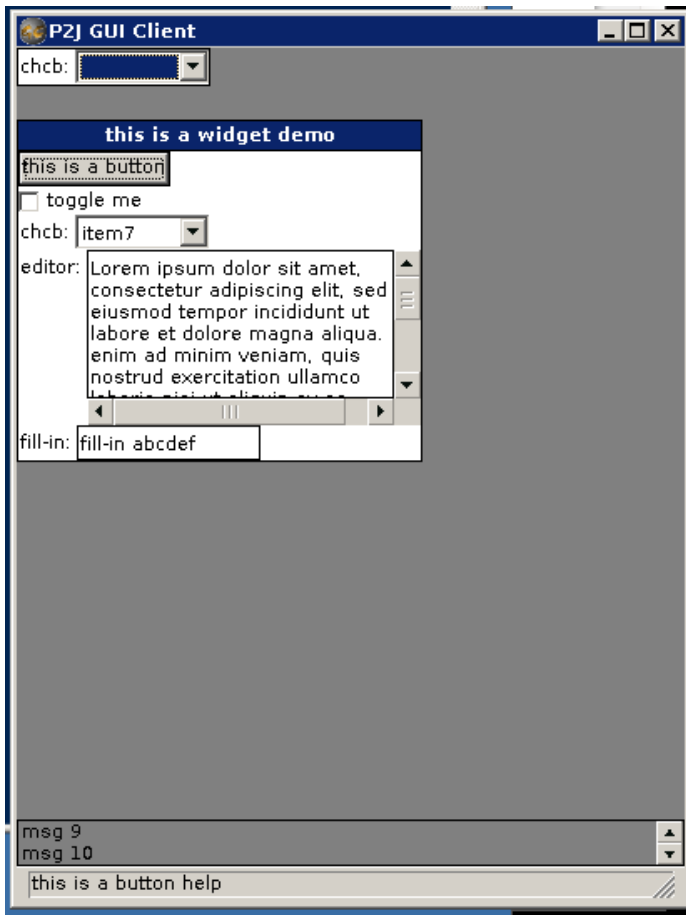 P2J GUI Client
chcb:
this is a widget demo
this is a button
toggle me
chcb: item7
editor: Lorem ipsum dolor sit amet,
consectetur adipiscing elit, sed
eiusmod tempor incididunt ut
labore et dolore magna aliqua.
enim ad minim veniam, quis
nostrud exercitation ullamco
fill-in: fill-in abcdef
msg 9
msg 10
this is a button help